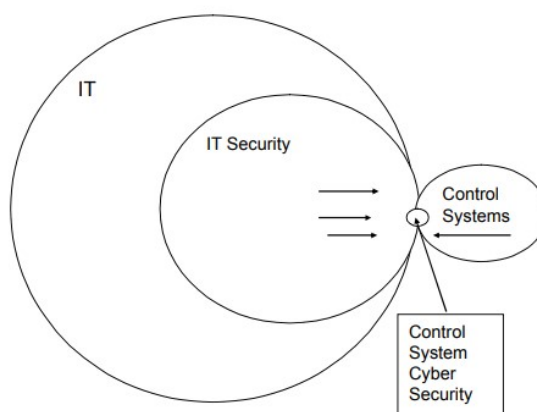 IT
IT Security
Control
Systems
Control
System
Cyber
Security